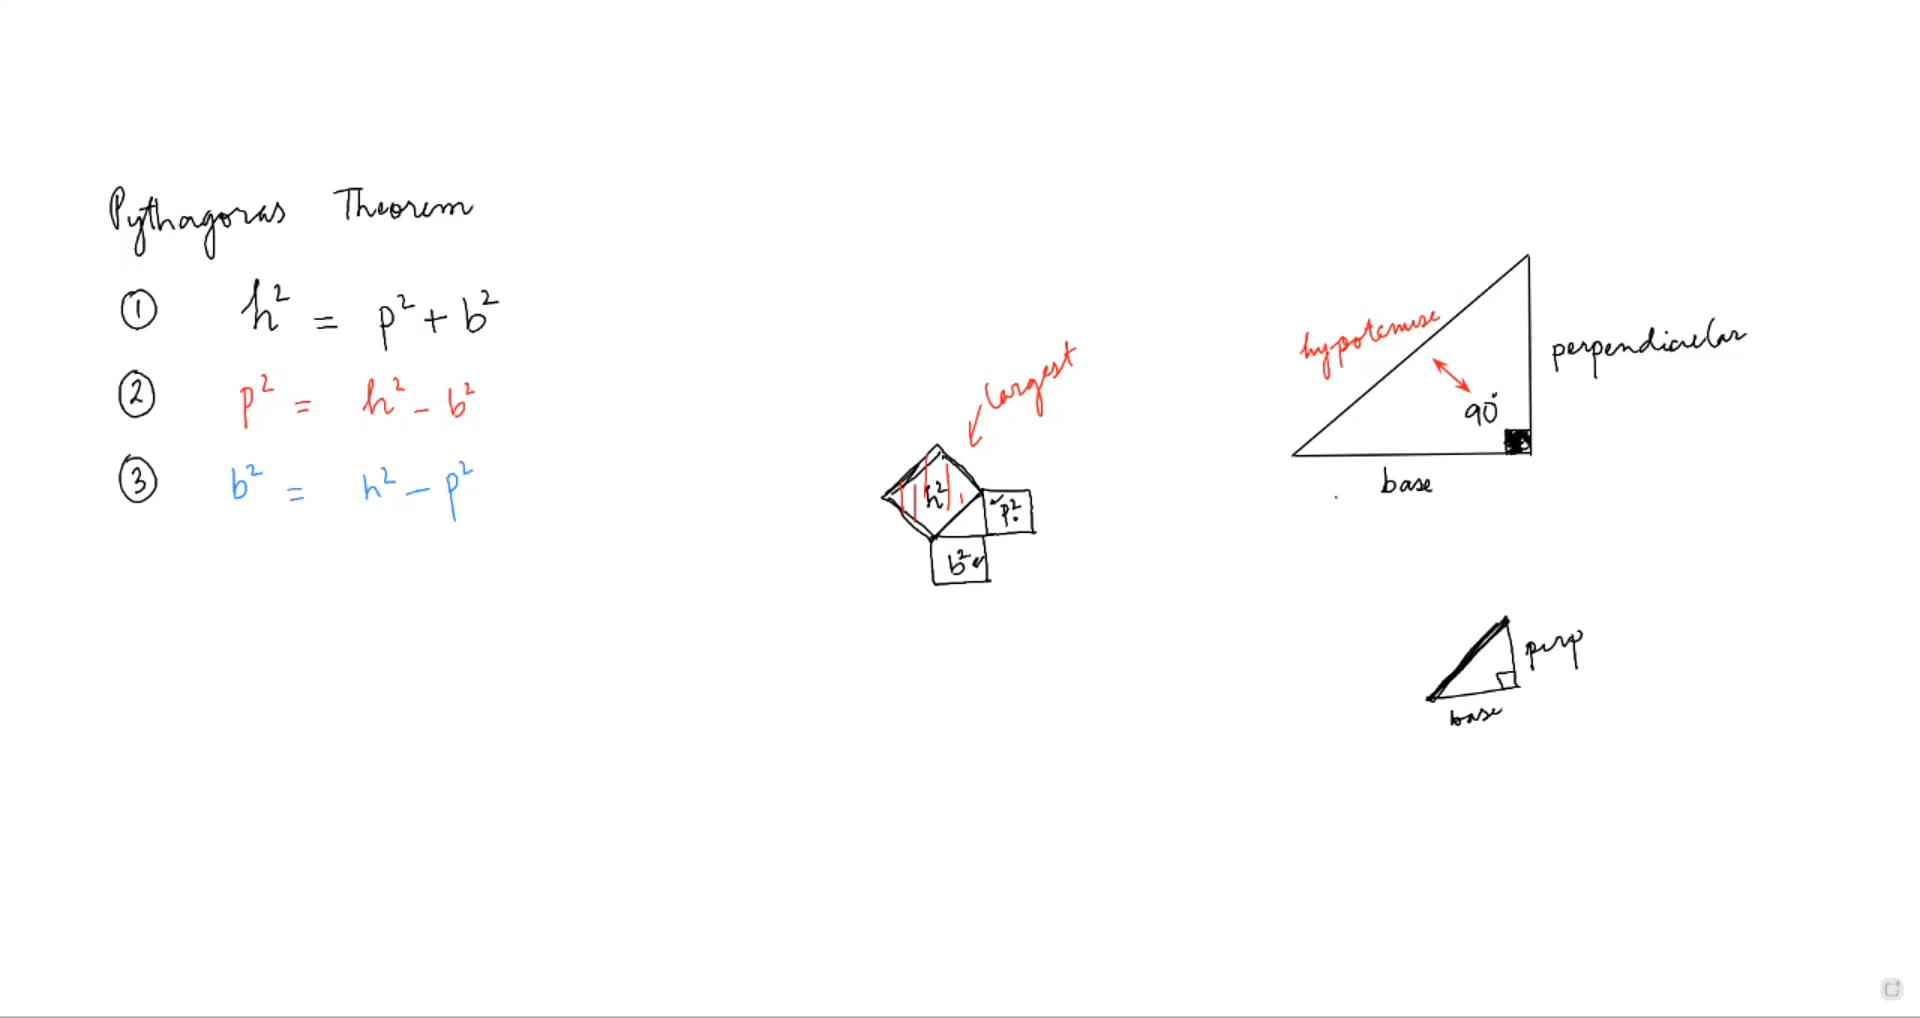 Pythagoras Theorem
① h² = p² + b²
② p² = h² - b²
③ b² = h² - p²
largest
h²
p²
b²
hypotenuse
perpendicular
90°
base
perp
base